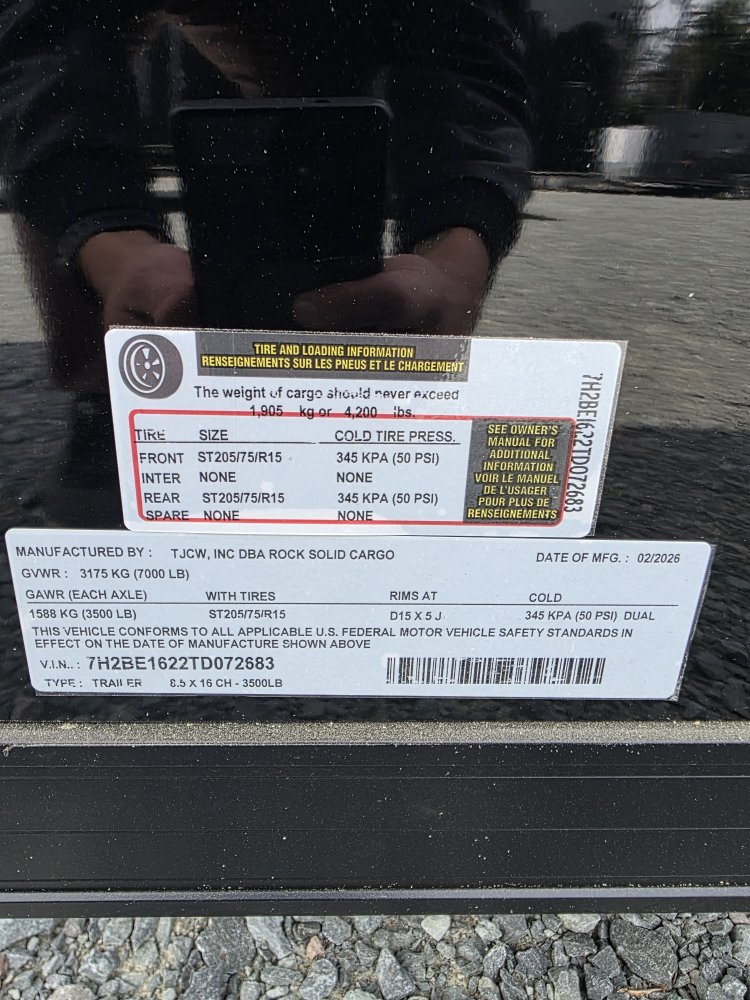 TIRE AND LOADING INFORMATION
RENSEIGNEMENTS SUR LES PNEUS ET LE CHARGEMENT
The weight of cargo should never exceed
1,905 kg or 4,200 lbs.
TIRE SIZE COLD TIRE PRESS.
FRONT ST205/75/R15 345 KPA (50 PSI)
INTER NONE NONE
REAR ST205/75/R15 345 KPA (50 PSI)
SPARE NONE NONE
SEE OWNER'S
MANUAL FOR
ADDITIONAL
INFORMATION
VOIR LE MANUEL
DE L'USAGER
POUR PLUS DE
RENSEIGNEMENTS
7H2BE1622TD072683
MANUFACTURED BY : TJCW, INC DBA ROCK SOLID CARGO DATE OF MFG. : 02/2026
GVWR : 3175 KG (7000 LB)
GAWR (EACH AXLE) WITH TIRES RIMS AT COLD
1588 KG (3500 LB) ST205/75/R15 D15 X 5 J 345 KPA (50 PSI) DUAL
THIS VEHICLE CONFORMS TO ALL APPLICABLE U.S. FEDERAL MOTOR VEHICLE SAFETY STANDARDS IN
EFFECT ON THE DATE OF MANUFACTURE SHOWN ABOVE
V.I.N.. : 7H2BE1622TD072683
TYPE : TRAILER 8.5 X 16 CH - 3500LB